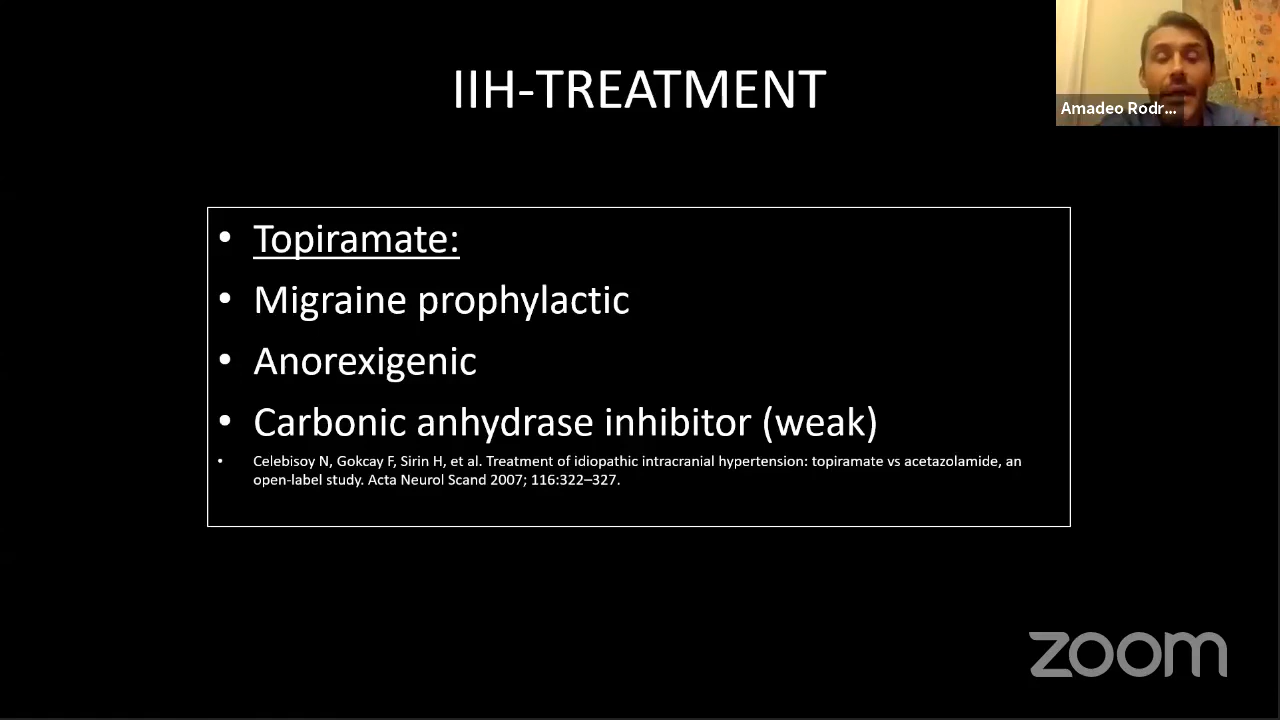 IIH-TREATMENT
Amadeo Rodr...
• Topiramate:
• Migraine prophylactic
• Anorexigenic
• Carbonic anhydrase inhibitor (weak)
• Celebisoy N, Gokcay F, Sirin H, et al. Treatment of idiopathic intracranial hypertension: topiramate vs acetazolamide, an
open-label study. Acta Neurol Scand 2007; 116:322–327.
zoom